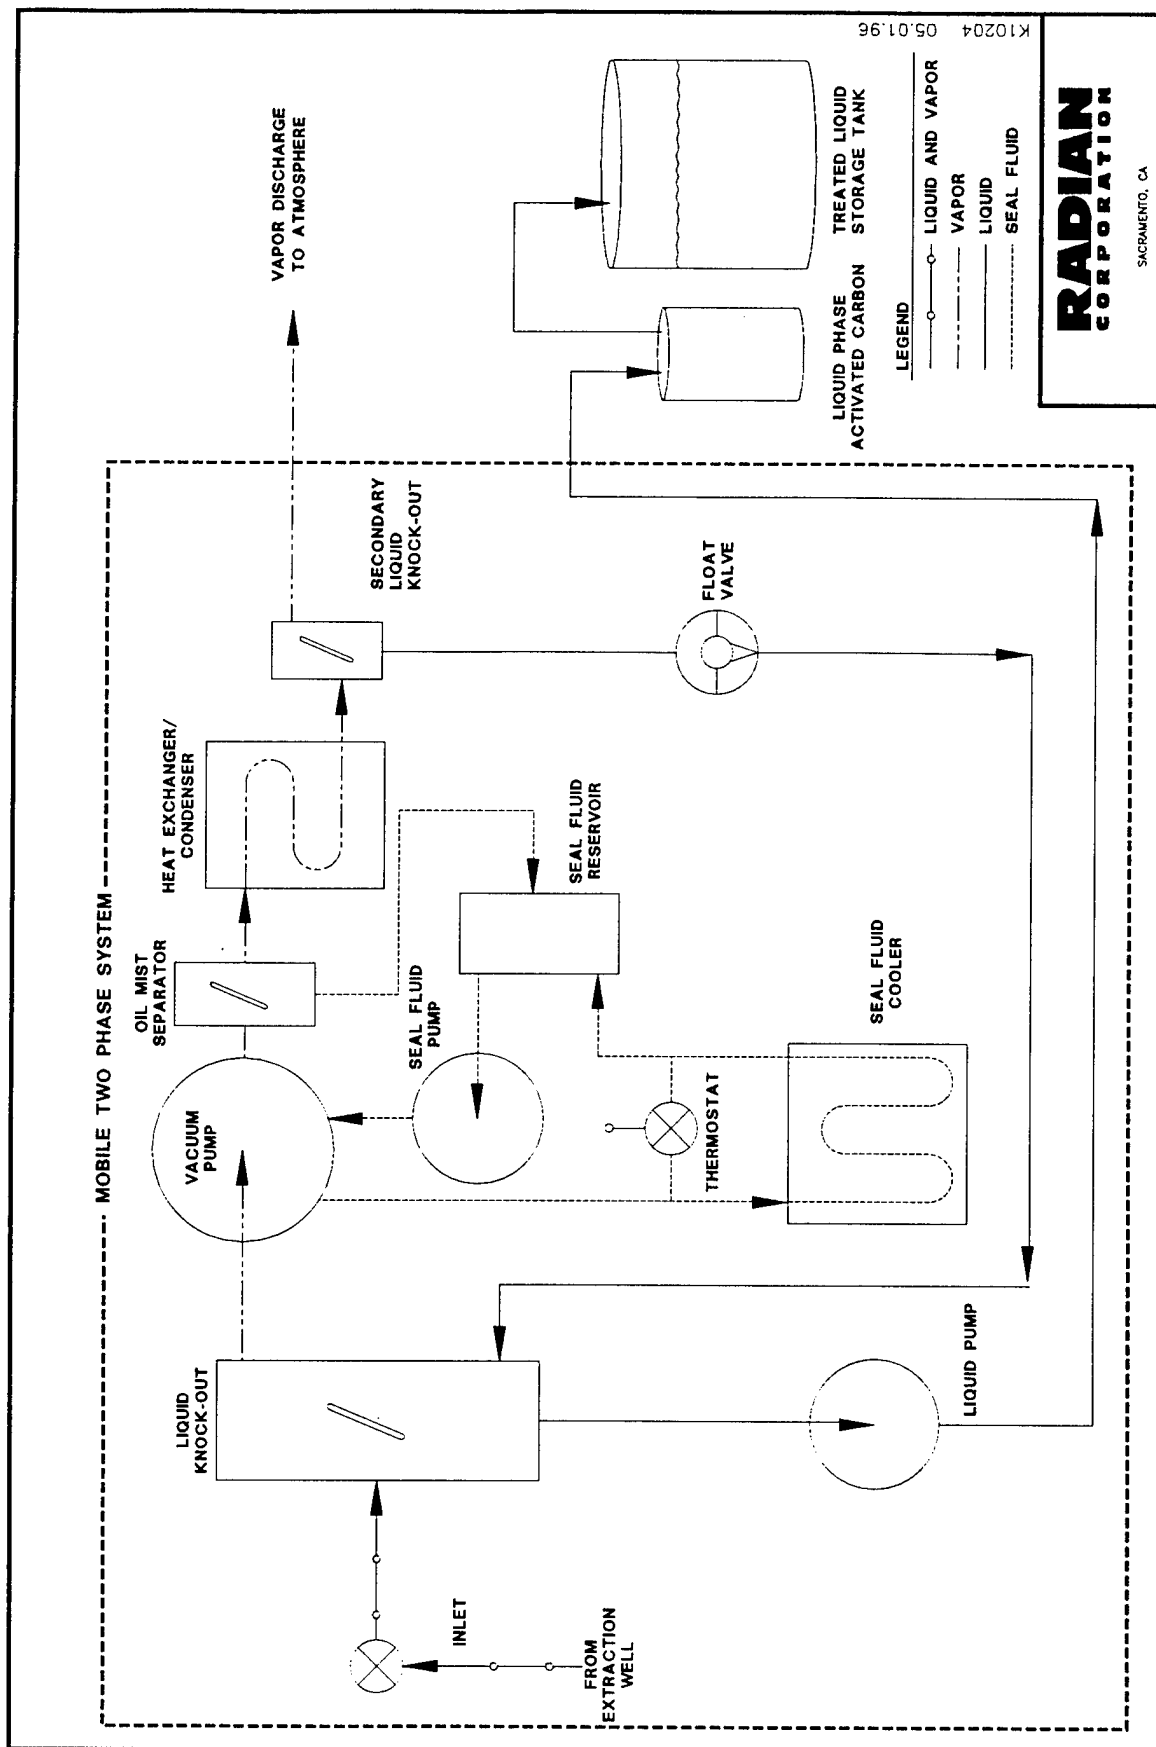 MOBILE TWO PHASE SYSTEM
FROM
EXTRACTION
WELL
INLET
LIQUID
KNOCK-OUT
LIQUID PUMP
VACUUM
PUMP
OIL MIST
SEPARATOR
SEAL FLUID
PUMP
THERMOSTAT
SEAL FLUID
COOLER
SEAL FLUID
RESERVOIR
HEAT EXCHANGER/
CONDENSER
SECONDARY
LIQUID
KNOCK-OUT
FLOAT
VALVE
VAPOR DISCHARGE
TO ATMOSPHERE
LIQUID PHASE
ACTIVATED CARBON
TREATED LIQUID
STORAGE TANK
LEGEND
LIQUID AND VAPOR
VAPOR
LIQUID
SEAL FLUID
K10204 05.01.96
RADIAN
CORPORATION
SACRAMENTO, CA